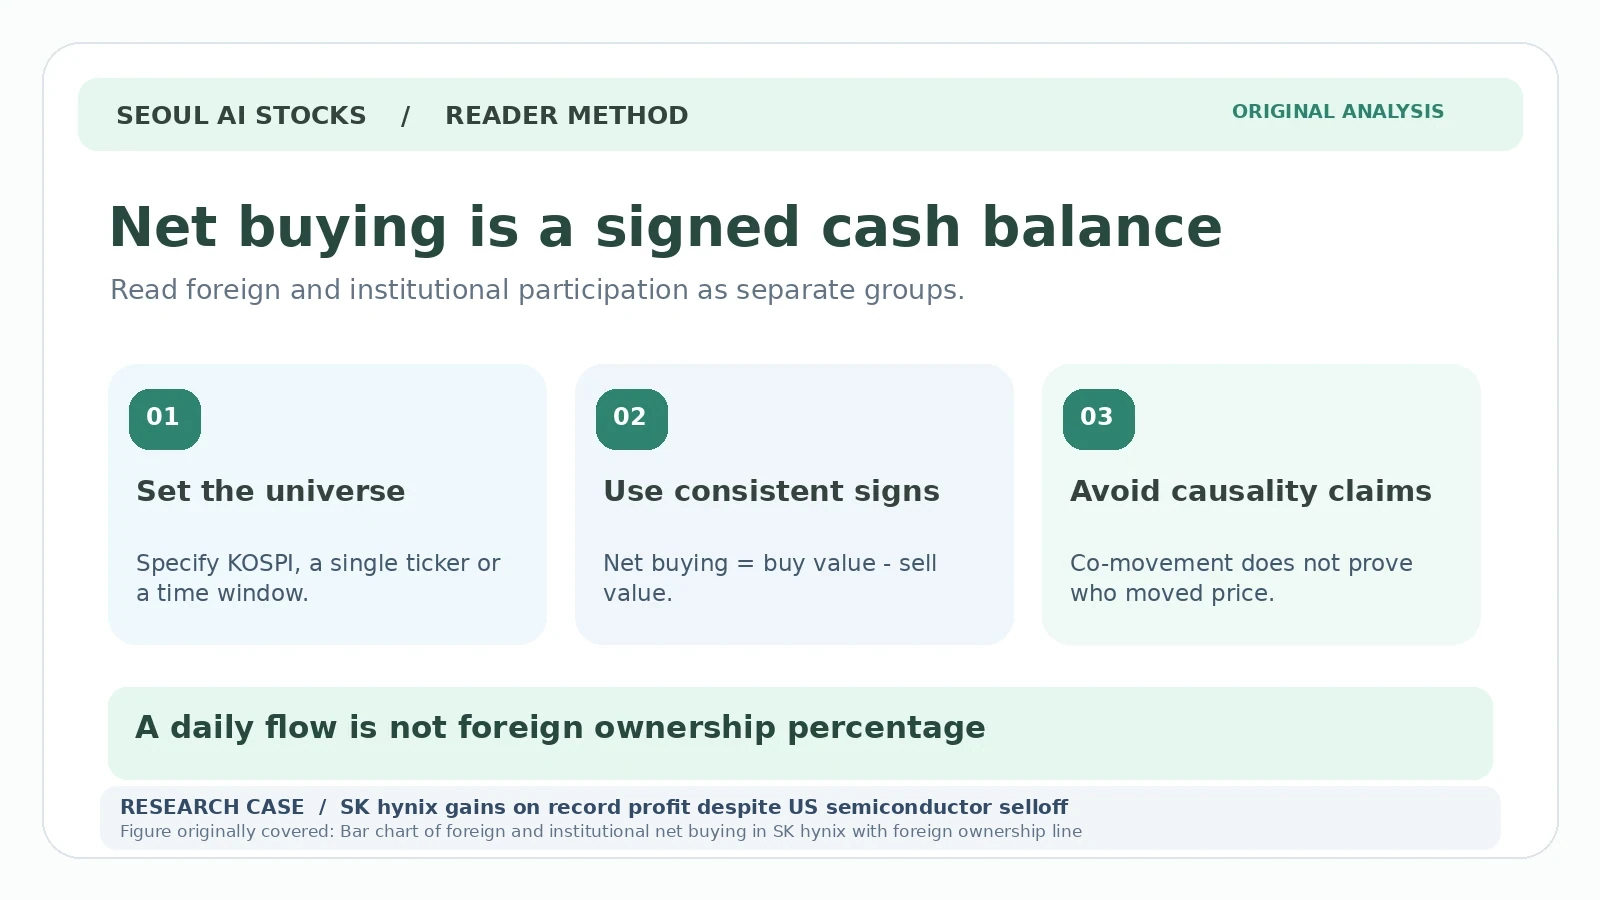 SEOUL AI STOCKS / READER METHOD
ORIGINAL ANALYSIS
Net buying is a signed cash balance
Read foreign and institutional participation as separate groups.
01
Set the universe
Specify KOSPI, a single ticker or
a time window.
02
Use consistent signs
Net buying = buy value - sell
value.
03
Avoid causality claims
Co-movement does not prove
who moved price.
A daily flow is not foreign ownership percentage
RESEARCH CASE / SK hynix gains on record profit despite US semiconductor selloff
Figure originally covered: Bar chart of foreign and institutional net buying in SK hynix with foreign ownership line